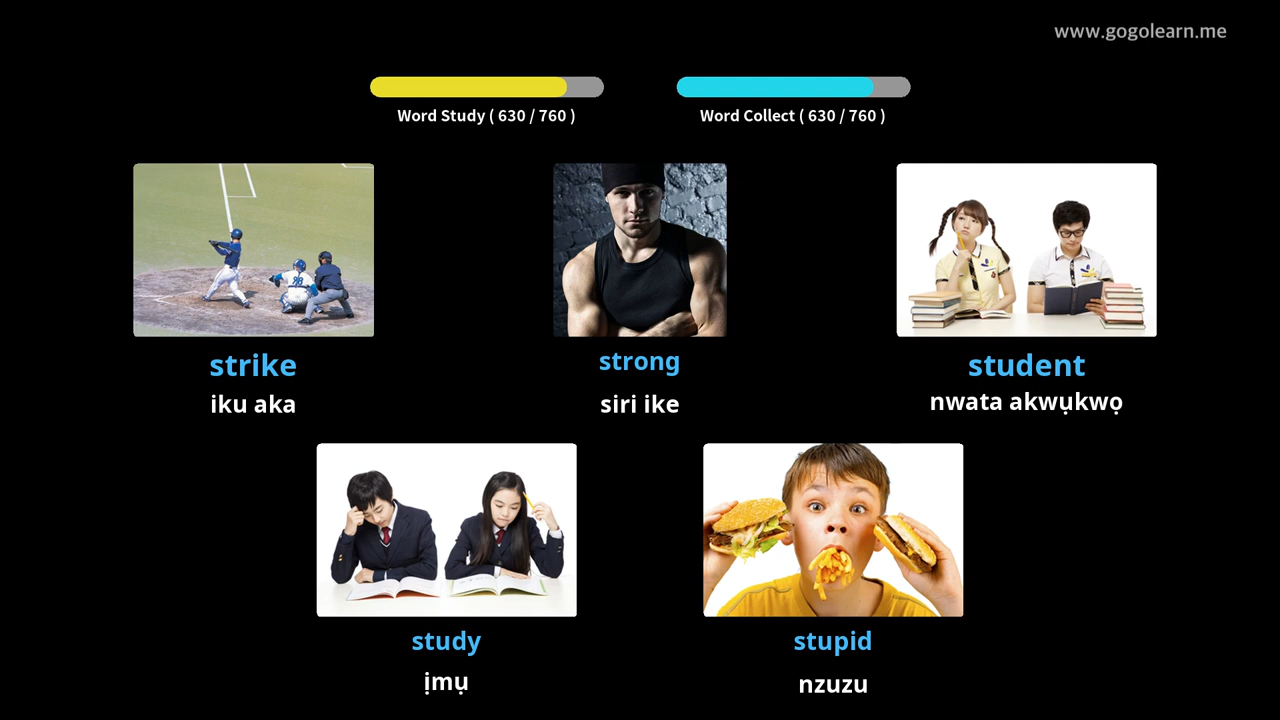 www.gogolearn.me
Word Study ( 630 / 760 )
Word Collect ( 630 / 760 )
strike
iku aka
strong
siri ike
student
nwata akwụkwọ
study
ịmụ
stupid
nzuzu